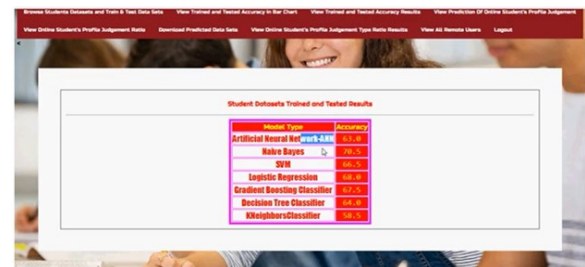 Browse Students Datasets and Train & Test Data Sets View Trained and Tested Accuracy in Bar Chart View Trained and Tested Accuracy Results View Prediction Of Online Student's Profile Judgement
View Online Student's Profile Judgement Ratio Download Predicted Data Sets View Online Student's Profile Judgement Type Ratio Results View All Remote Users Logout
Student Datasets Trained and Tested Results
Model Type Accuracy
Artificial Neural Network-ANN 63.0
Naive Bayes 70.5
SVM 66.5
Logistic Regression 68.0
Gradient Boosting Classifier 67.5
Decision Tree Classifier 64.0
KNeighborsClassifier 58.5